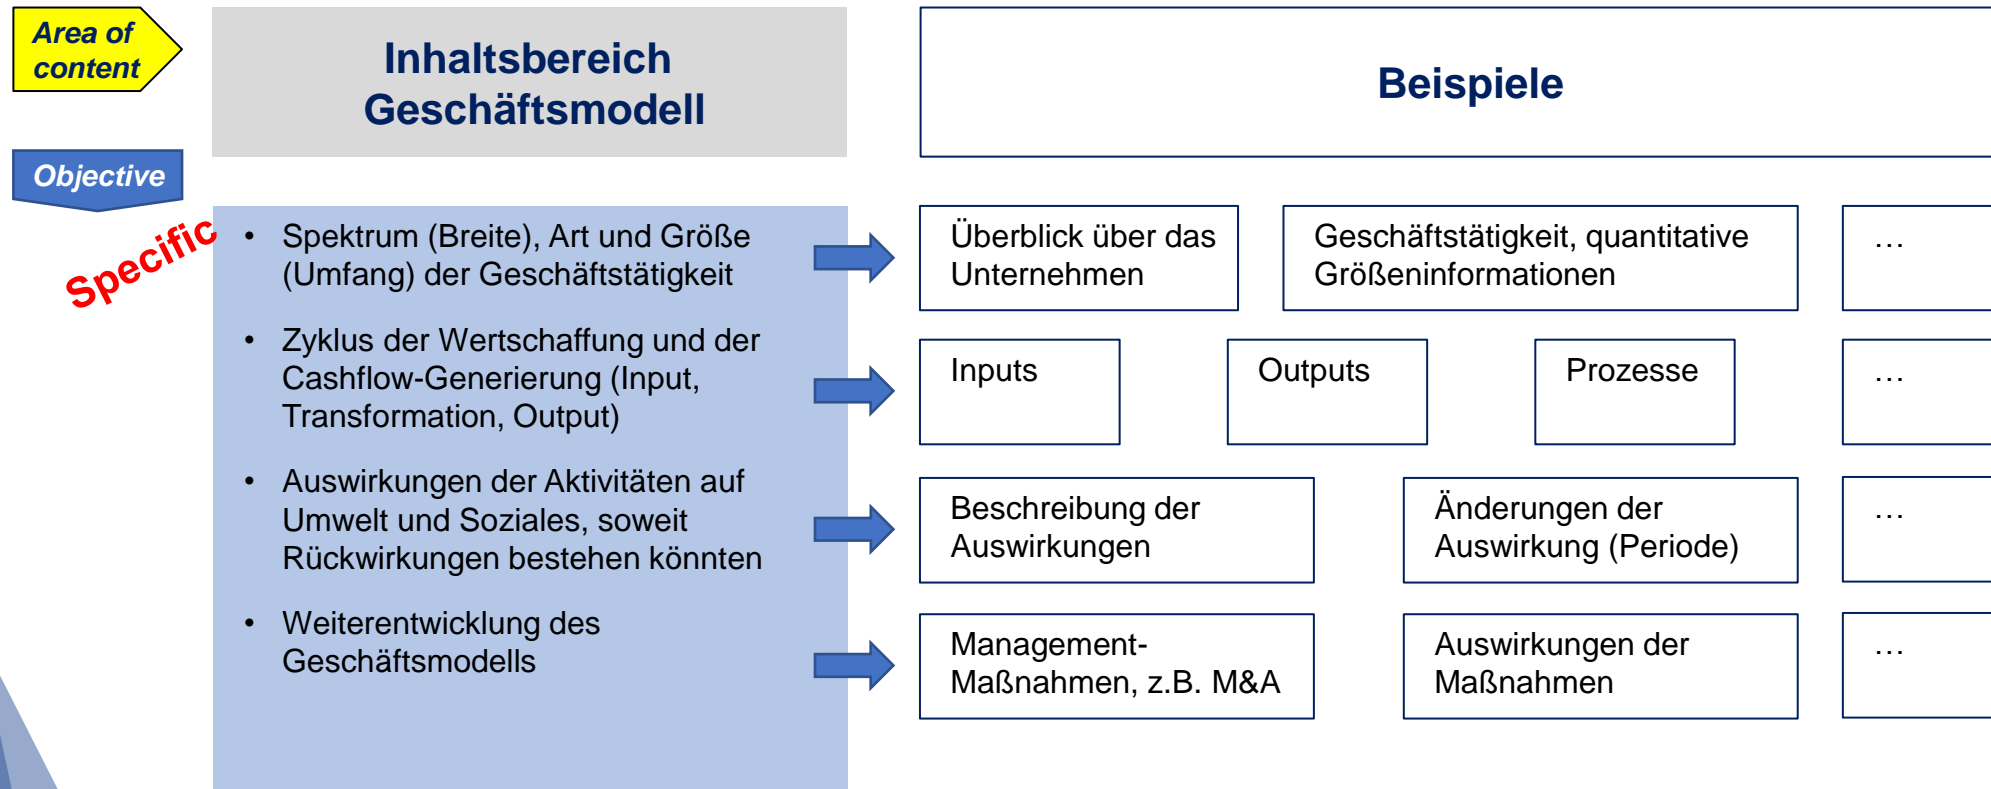 Area of
content
Inhaltsbereich
Geschäftsmodell
Beispiele
Objective
Specific
• Spektrum (Breite), Art und Größe
(Umfang) der Geschäftstätigkeit
Überblick über das
Unternehmen
Geschäftstätigkeit, quantitative
Größeninformationen
…
• Zyklus der Wertschaffung und der
Cashflow-Generierung (Input,
Transformation, Output)
Inputs
Outputs
Prozesse
…
• Auswirkungen der Aktivitäten auf
Umwelt und Soziales, soweit
Rückwirkungen bestehen könnten
Beschreibung der
Auswirkungen
Änderungen der
Auswirkung (Periode)
…
• Weiterentwicklung des
Geschäftsmodells
Management-
Maßnahmen, z.B. M&A
Auswirkungen der
Maßnahmen
…